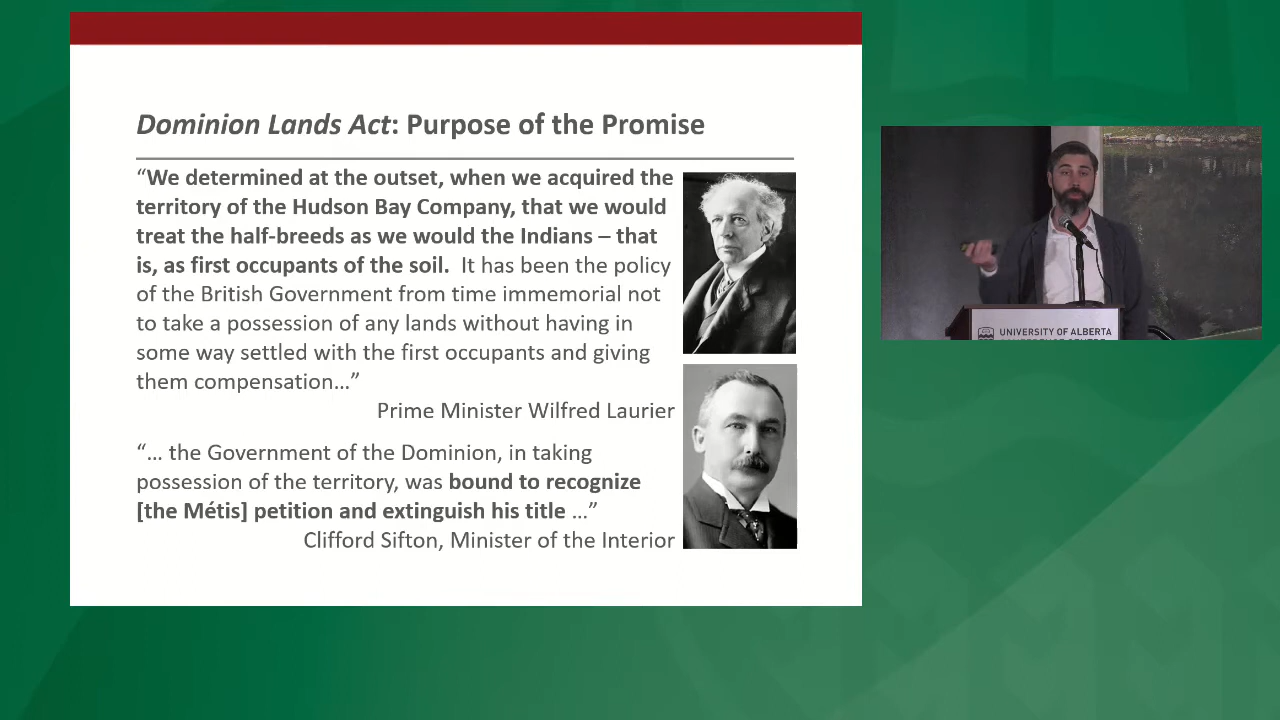 Dominion Lands Act: Purpose of the Promise
“We determined at the outset, when we acquired the
territory of the Hudson Bay Company, that we would
treat the half-breeds as we would the Indians – that
is, as first occupants of the soil.  It has been the policy
of the British Government from time immemorial not
to take a possession of any lands without having in
some way settled with the first occupants and giving
them compensation…”
Prime Minister Wilfred Laurier
“… the Government of the Dominion, in taking
possession of the territory, was bound to recognize
[the Métis] petition and extinguish his title …”
Clifford Sifton, Minister of the Interior
UNIVERSITY OF ALBERTA